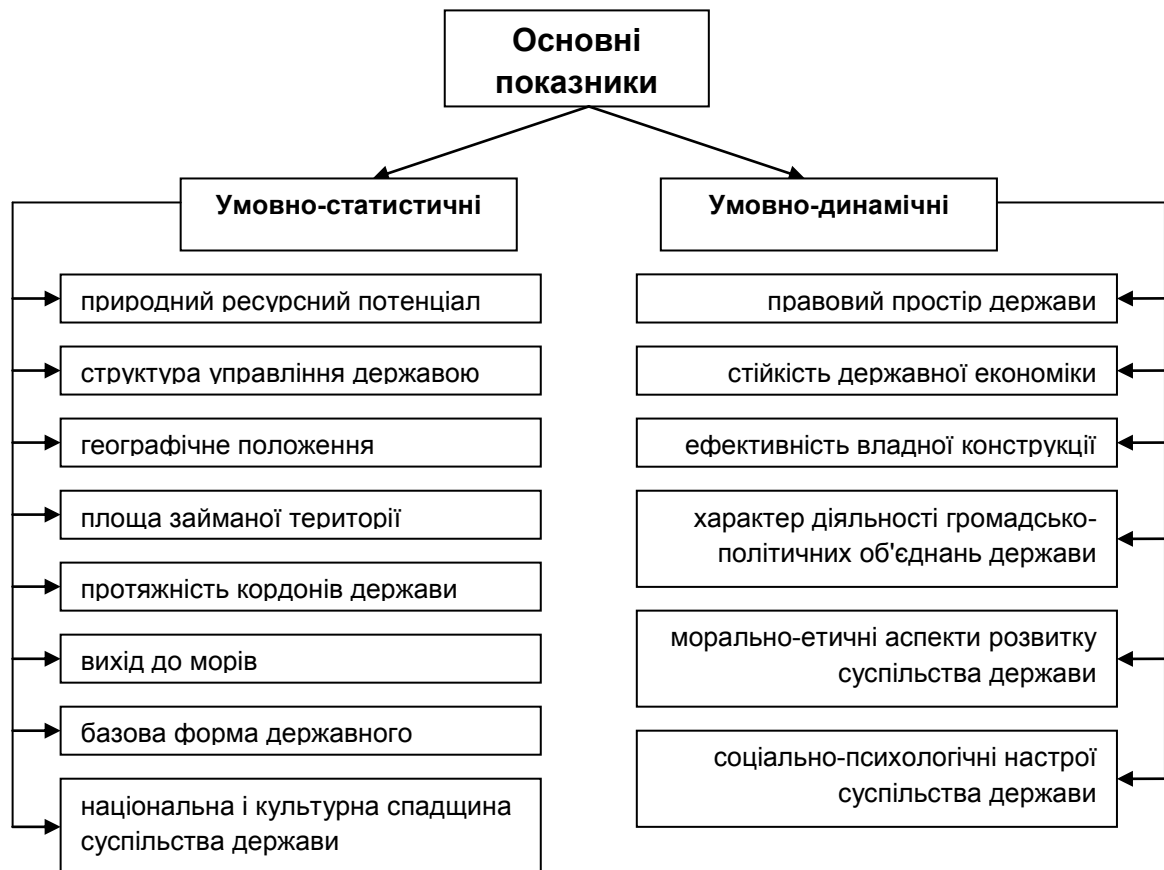 Основні
показники
Умовно-статистичні
Умовно-динамічні
природний ресурсний потенціал
структура управління державою
географічне положення
площа займаної території
протяжність кордонів держави
вихід до морів
базова форма державного
національна і культурна спадщина
суспільства держави
правовий простір держави
стійкість державної економіки
ефективність владної конструкції
характер діяльності громадсько-
політичних об'єднань держави
морально-етичні аспекти розвитку
суспільства держави
соціально-психологічні настрої
суспільства держави